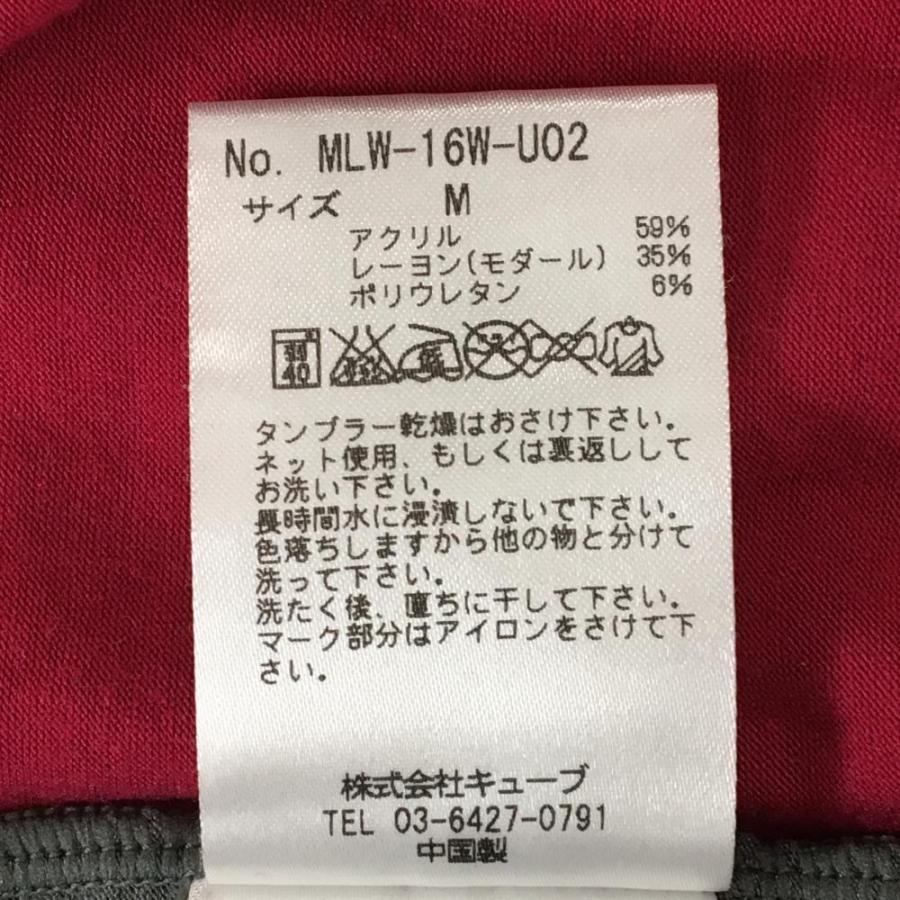 No. MLW-16W-U02
サイズ M
アクリル 59%
レーヨン(モダール) 35%
ポリウレタン 6%
40
タンブラー乾燥はおさけ下さい。
ネット使用、もしくは裏返しして
お洗い下さい。
長時間水に浸漬しないで下さい。
色落ちしますから他の物と分けて
洗って下さい。
洗たく後、直ちに干して下さい。
マーク部分はアイロンをさけて下
さい。
株式会社キューブ
TEL 03-6427-0791
中国製